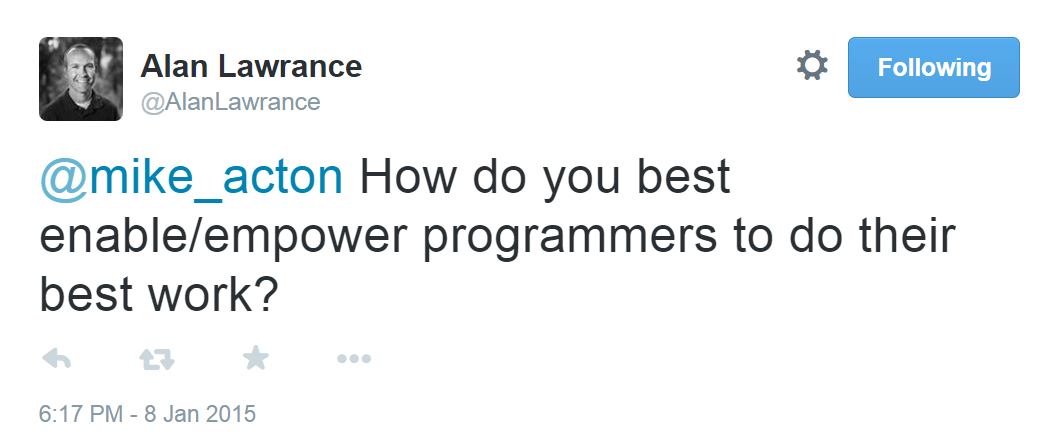 Alan Lawrance
@AlanLawrance
Following
@mike_acton How do you best
enable/empower programmers to do their
best work?
6:17 PM - 8 Jan 2015